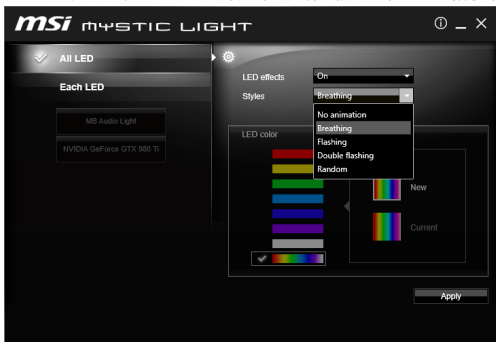 msi MYSTIC LIGHT
All LED
Each LED
MB Audio Light
NVIDIA GeForce GTX 980 Ti
LED effects On
Styles Breathing
No animation
Breathing
Flashing
Double flashing
Random
LED color
New
Current
Apply